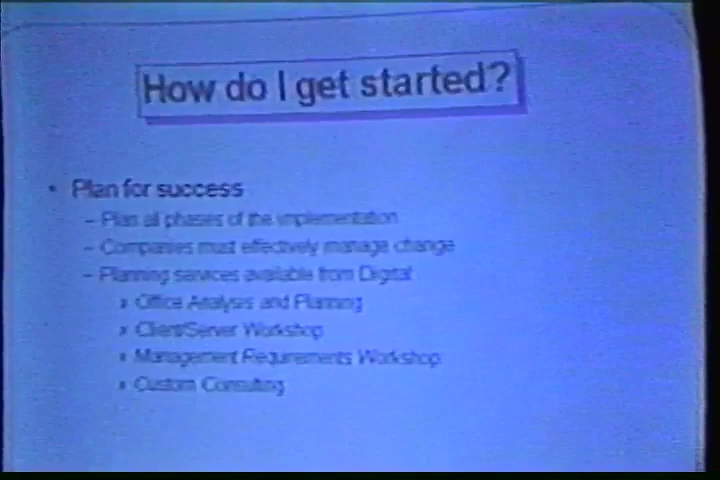 How do I get started?
• Plan for success
– Plan all phases of the implementation
– Companies must effectively manage change
– Planning services available from Digital
» Office Analysis and Planning
» Client/Server Workshop
» Management Requirements Workshop
» Custom Consulting